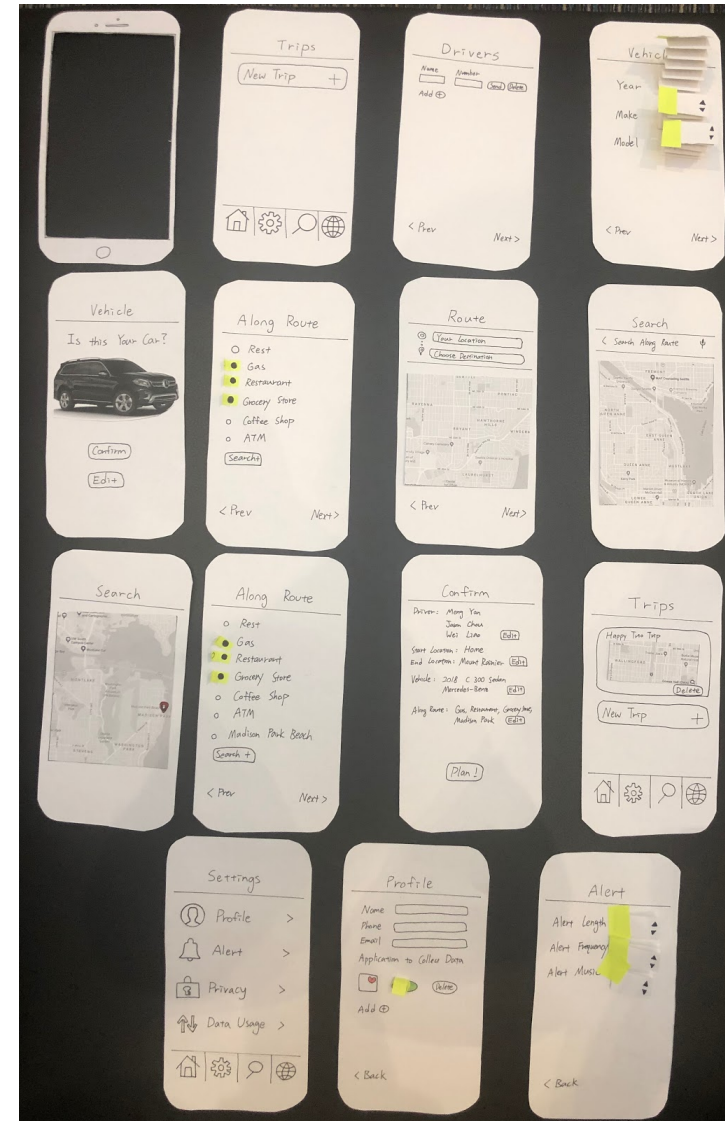 Trips
New Trip +
Drivers
Name Number
Send Delete
Add +
< Prev Next >
Vehicle
Year
Make
Model
< Prev Next >
Vehicle
Is this Your Car?
Confirm
Edit
Along Route
Rest
Gas
Restaurant
Grocery Store
Coffee Shop
ATM
Search+
< Prev Next >
Route
Your Location
Choose Destination
< Prev Next >
Search
< Search Along Route
Search
Along Route
Rest
Gas
Restaurant
Grocery Store
Coffee Shop
ATM
Madison Park Beach
Search +
< Prev Next >
Confirm
Driver: Meng Yan
Jason Chou
Wei Liao Edit
Start Location: Home
End Location: Mount Rainier Edit
Vehicle: 2018 C 300 Sedan
Mercedes-Benz Edit
Along Route: Gas, Restaurant, Grocery Store,
Madison Park Edit
Plan!
Trips
Happy Tour Trip
Delete
New Trip +
Settings
Profile >
Alert >
Privacy >
Data Usage >
Profile
Name
Phone
Email
Application to Collect Data
Delete
Add +
< Back
Alert
Alert Length
Alert Frequency
Alert Music
< Back